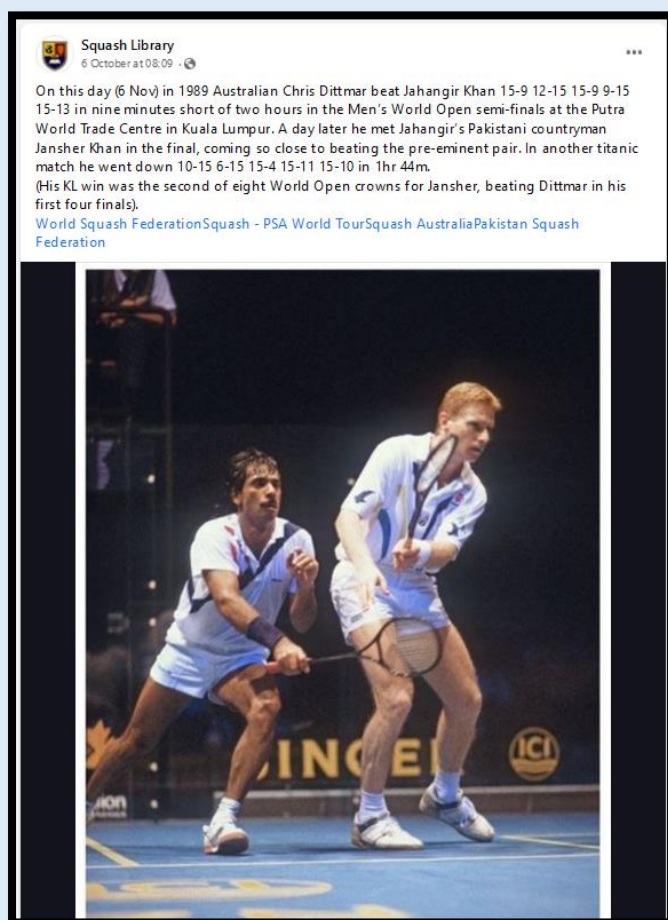 Squash Library
6 October at 08:09 ·
On this day (6 Nov) in 1989 Australian Chris Dittmar beat Jahangir Khan 15-9 12-15 15-9 9-15
15-13 in nine minutes short of two hours in the Men's World Open semi-finals at the Putra
World Trade Centre in Kuala Lumpur. A day later he met Jahangir's Pakistani countryman
Jansher Khan in the final, coming so close to beating the pre-eminent pair. In another titanic
match he went down 10-15 6-15 15-4 15-11 15-10 in 1hr 44m.
(His KL win was the second of eight World Open crowns for Jansher, beating Dittmar in his
first four finals).
World Squash FederationSquash - PSA World TourSquash AustraliaPakistan Squash
Federation
ICI